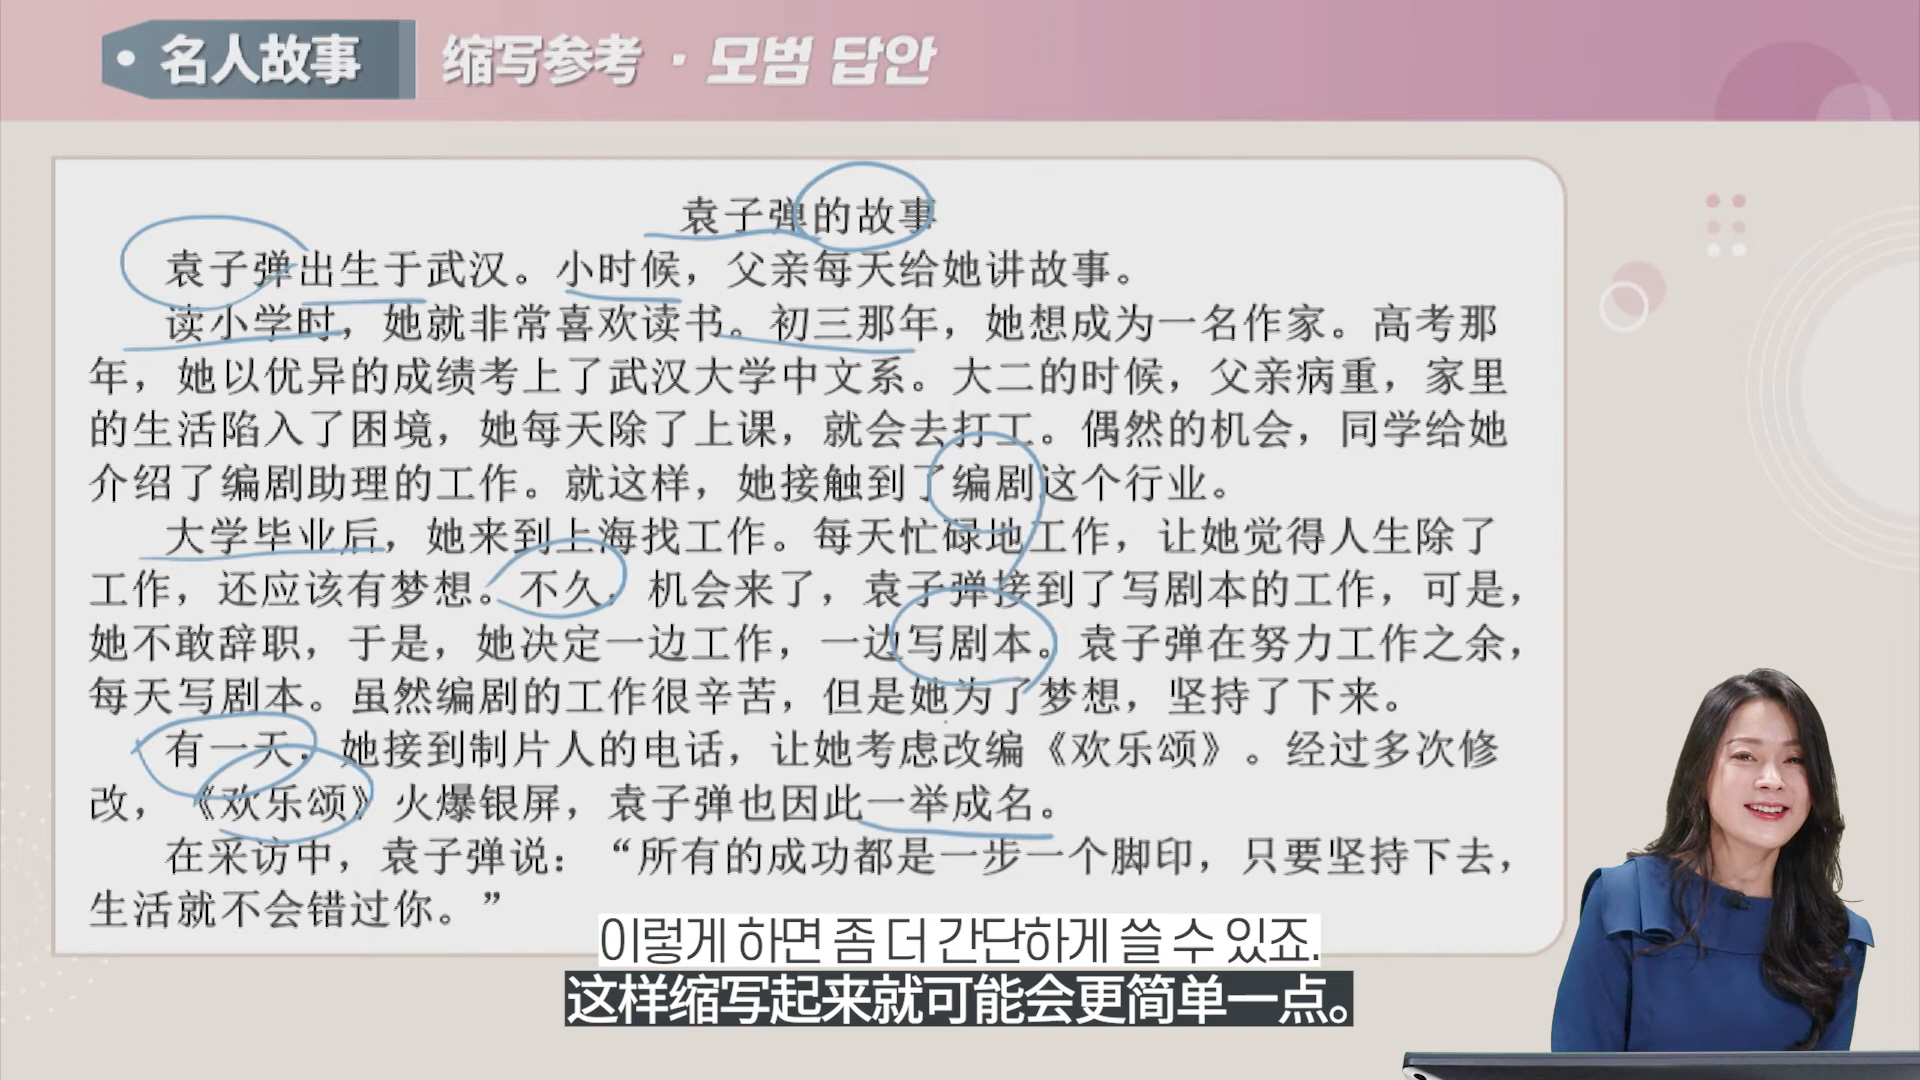 名人故事
缩写参考 · 모범 답안
袁子弹的故事
袁子弹出生于武汉。小时候，父亲每天给她讲故事。
读小学时，她就非常喜欢读书。初三那年，她想成为一名作家。高考那
年，她以优异的成绩考上了武汉大学中文系。大二的时候，父亲病重，家里
的生活陷入了困境，她每天除了上课，就会去打工。偶然的机会，同学给她
介绍了编剧助理的工作。就这样，她接触到了编剧这个行业。
大学毕业后，她来到上海找工作。每天忙碌地工作，让她觉得人生除了
工作，还应该有梦想。不久，机会来了，袁子弹接到了写剧本的工作，可是，
她不敢辞职，于是，她决定一边工作，一边写剧本。袁子弹在努力工作之余，
每天写剧本。虽然编剧的工作很辛苦，但是她为了梦想，坚持了下来。
有一天，她接到制片人的电话，让她考虑改编《欢乐颂》。经过多次修
改，《欢乐颂》火爆银屏，袁子弹也因此一举成名。
在采访中，袁子弹说：“所有的成功都是一步一个脚印，只要坚持下去，
生活就不会错过你。”
이렇게 하면 좀 더 간단하게 쓸 수 있죠.
这样缩写起来就可能会更简单一点。